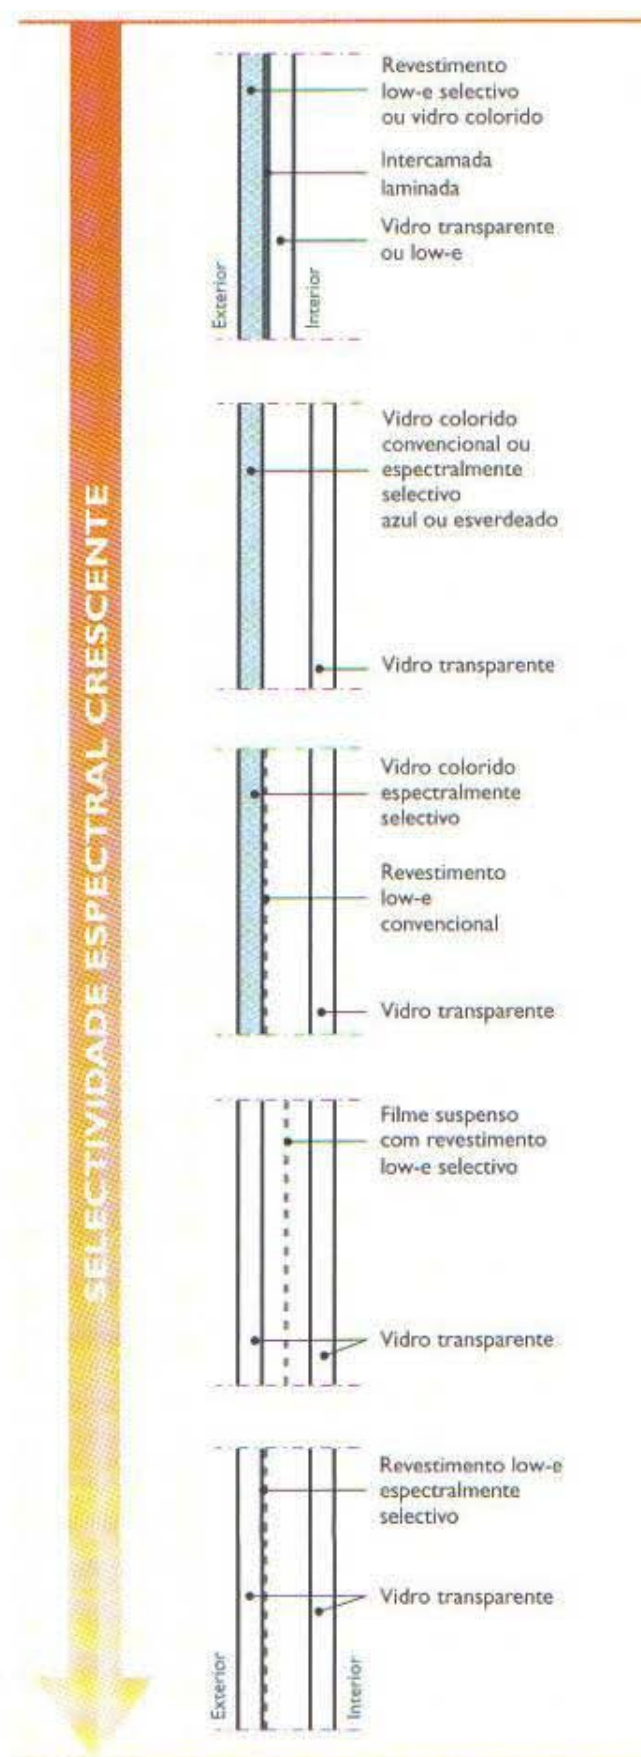 SELECTIVIDADE ESPECTRAL CRESCENTE
Revestimento
low-e selectivo
ou vidro colorido
Intercamada
laminada
Vidro transparente
ou low-e
Exterior
Interior
Vidro colorido
convencional ou
espectralmente
selectivo
azul ou esverdeado
Vidro transparente
Vidro colorido
espectralmente
selectivo
Revestimento
low-e
convencional
Vidro transparente
Filme suspenso
com revestimento
low-e selectivo
Vidro transparente
Revestimento low-e
espectralmente
selectivo
Vidro transparente
Exterior
Interior